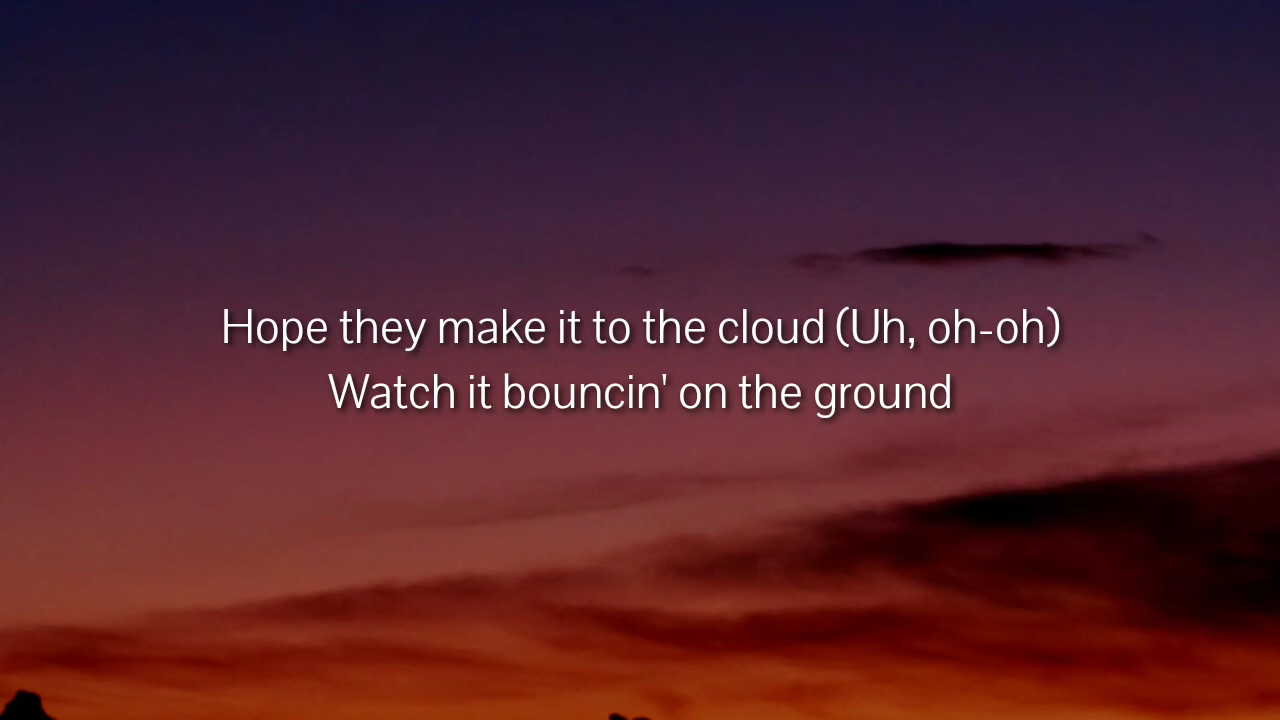 Hope they make it to the cloud (Uh, oh-oh)
Watch it bouncin' on the ground